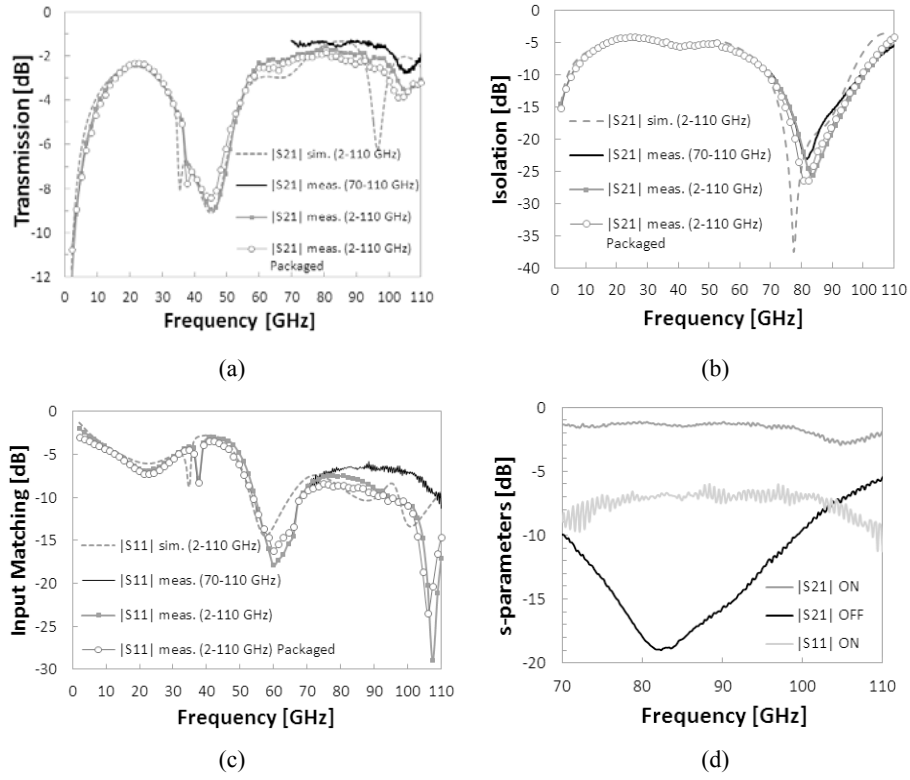 0
-2
-4
-6
-8
-10
-12
Transmission [dB]
|S21| sim. (2-110 GHz)
|S21| meas. (70-110 GHz)
|S21| meas. (2-110 GHz)
|S21| meas. (2-110 GHz)
Packaged
0 10 20 30 40 50 60 70 80 90 100 110
Frequency [GHz]
(a)
0
-5
-10
-15
-20
-25
-30
-35
-40
Isolation [dB]
|S21| sim. (2-110 GHz)
|S21| meas. (70-110 GHz)
|S21| meas. (2-110 GHz)
|S21| meas. (2-110 GHz)
Packaged
0 10 20 30 40 50 60 70 80 90 100 110
Frequency [GHz]
(b)
0
-5
-10
-15
-20
-25
-30
Input Matching [dB]
|S11| sim. (2-110 GHz)
|S11| meas. (70-110 GHz)
|S11| meas. (2-110 GHz)
|S11| meas. (2-110 GHz) Packaged
0 10 20 30 40 50 60 70 80 90 100 110
Frequency [GHz]
(c)
0
-5
-10
-15
-20
s-parameters [dB]
|S21| ON
|S21| OFF
|S11| ON
70 80 90 100 110
Frequency [GHz]
(d)